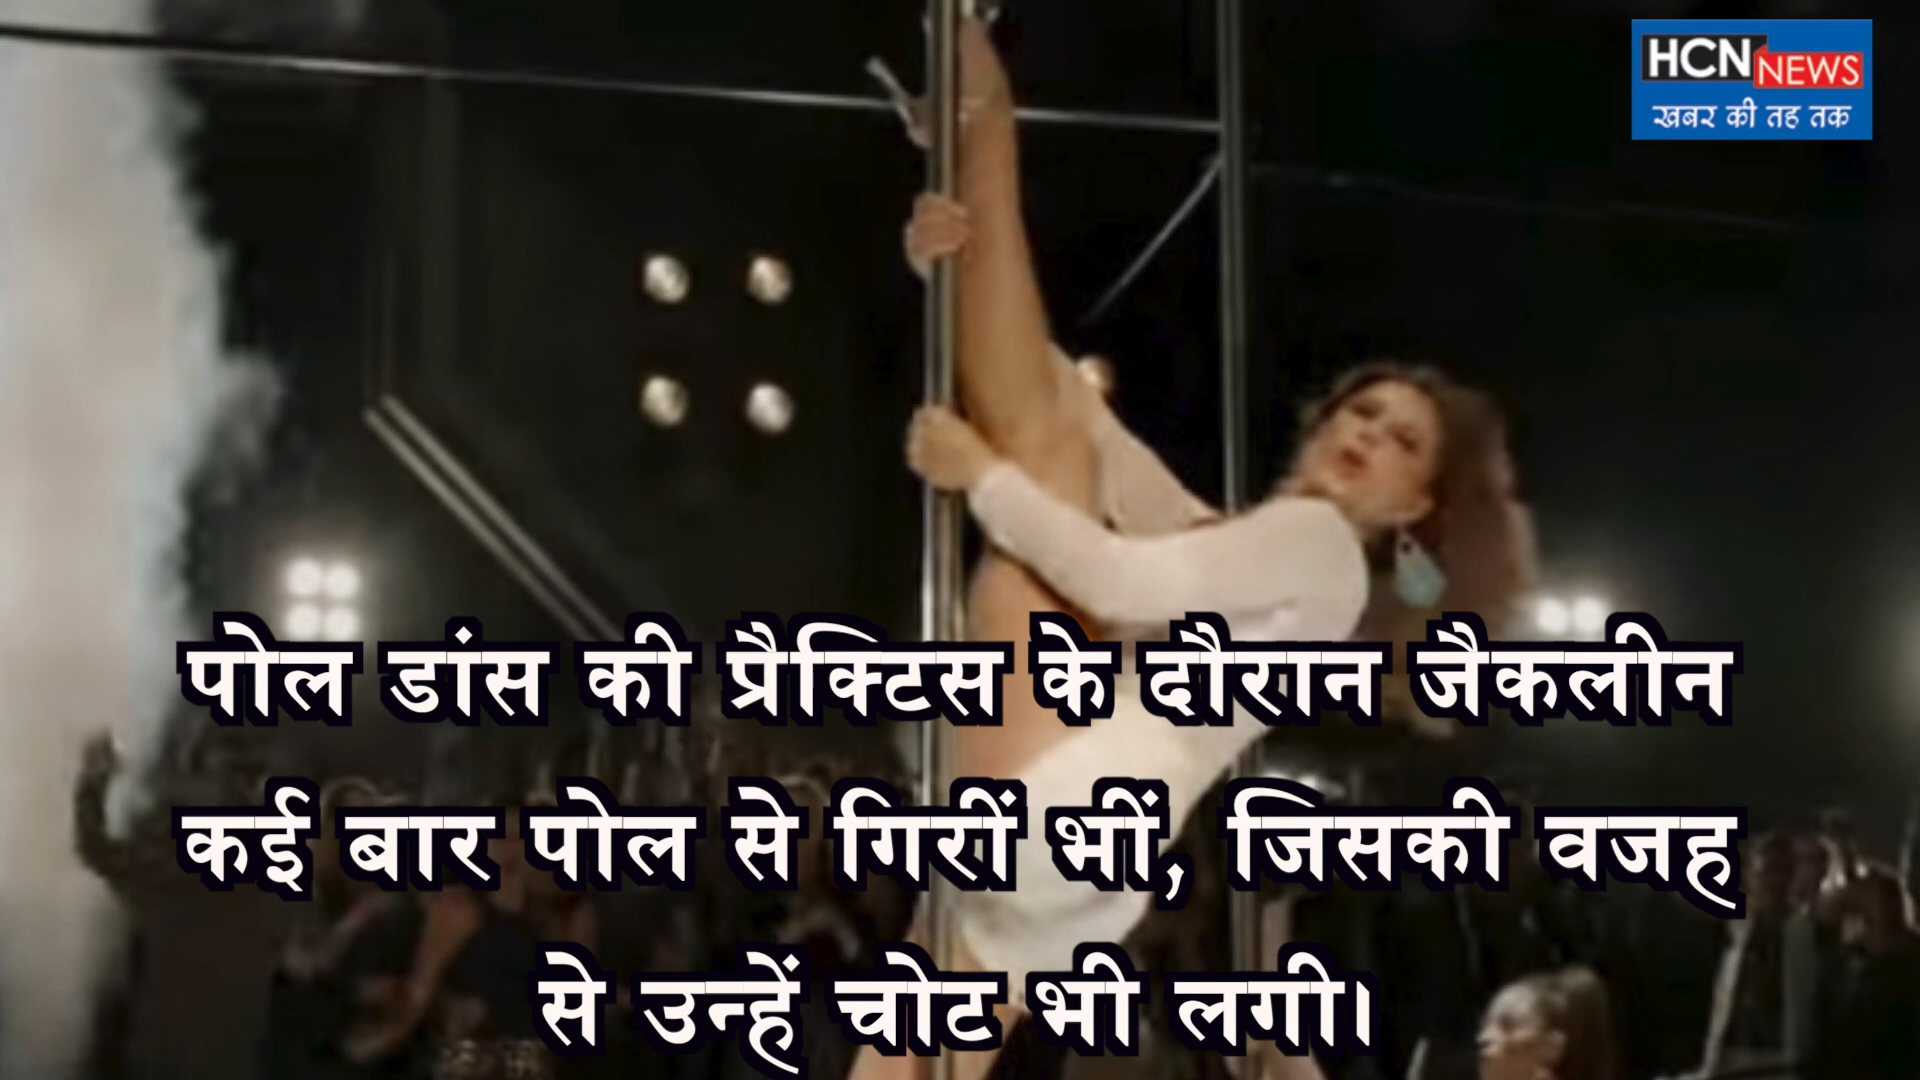 HCN NEWS
खबर की तह तक
पोल डांस की प्रैक्टिस के दौरान जैकलीन
कई बार पोल से गिरीं भीं, जिसकी वजह
से उन्हें चोट भी लगी।